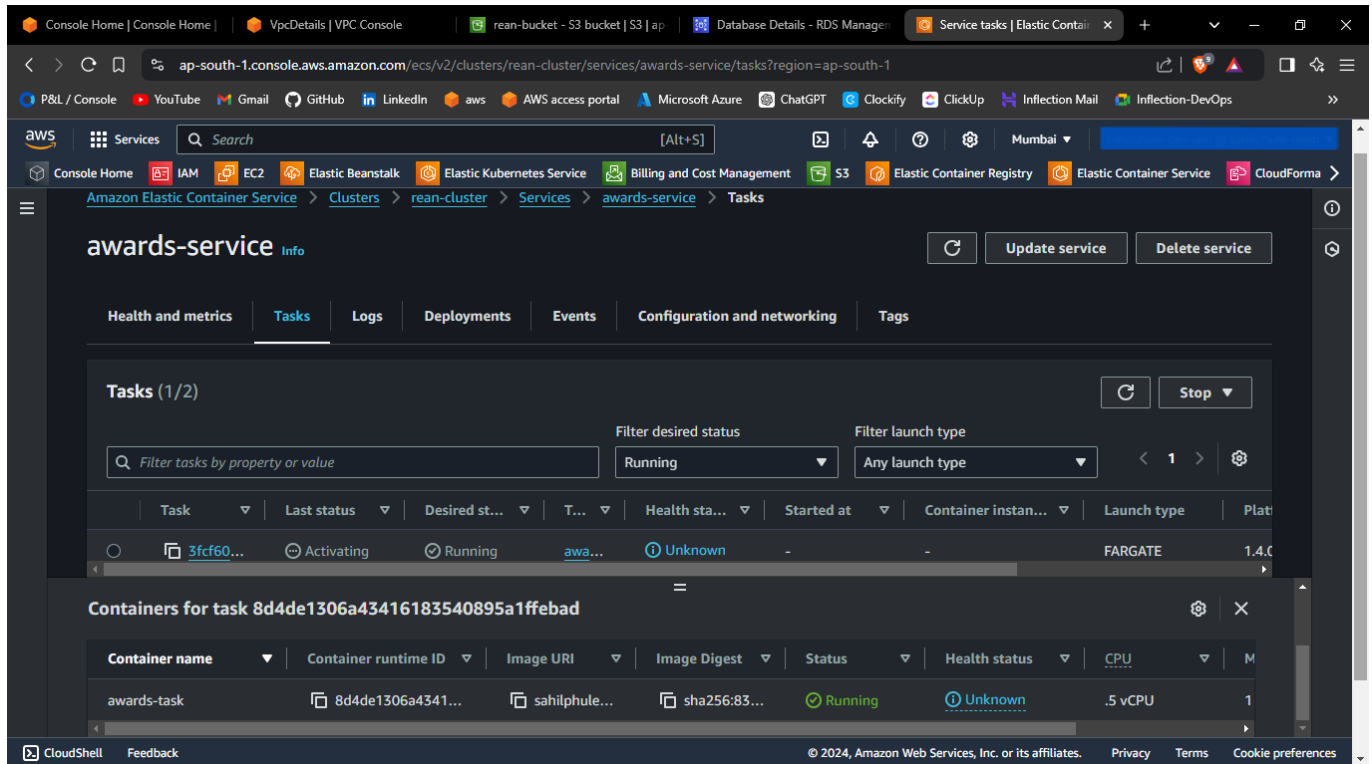 Console Home | Console Home |
VpcDetails | VPC Console
rean-bucket - S3 bucket | S3 | ap-
Database Details - RDS Managem
Service tasks | Elastic Contain
ap-south-1.console.aws.amazon.com/ecs/v2/clusters/rean-cluster/services/awards-service/tasks?region=ap-south-1
P&L / Console YouTube Gmail GitHub LinkedIn aws AWS access portal Microsoft Azure ChatGPT Clockify ClickUp Inflection Mail Inflection-DevOps »
aws Services Search [Alt+S] Mumbai ▼
Console Home IAM EC2 Elastic Beanstalk Elastic Kubernetes Service Billing and Cost Management S3 Elastic Container Registry Elastic Container Service CloudForma
Amazon Elastic Container Service > Clusters > rean-cluster > Services > awards-service > Tasks
awards-service Info
Update service
Delete service
Health and metrics Tasks Logs Deployments Events Configuration and networking Tags
Tasks (1/2)
Stop ▼
Filter desired status Filter launch type
Filter tasks by property or value Running Any launch type < 1 >
Task Last status Desired st... T... Health sta... Started at Container instan... Launch type Platf
3fcf60... Activating Running awa... Unknown - - FARGATE 1.4.0
Containers for task 8d4de1306a43416183540895a1ffebad
Container name Container runtime ID Image URI Image Digest Status Health status CPU M
awards-task 8d4de1306a4341... sahilphule... sha256:83... Running Unknown .5 vCPU 1
CloudShell Feedback © 2024, Amazon Web Services, Inc. or its affiliates. Privacy Terms Cookie preferences